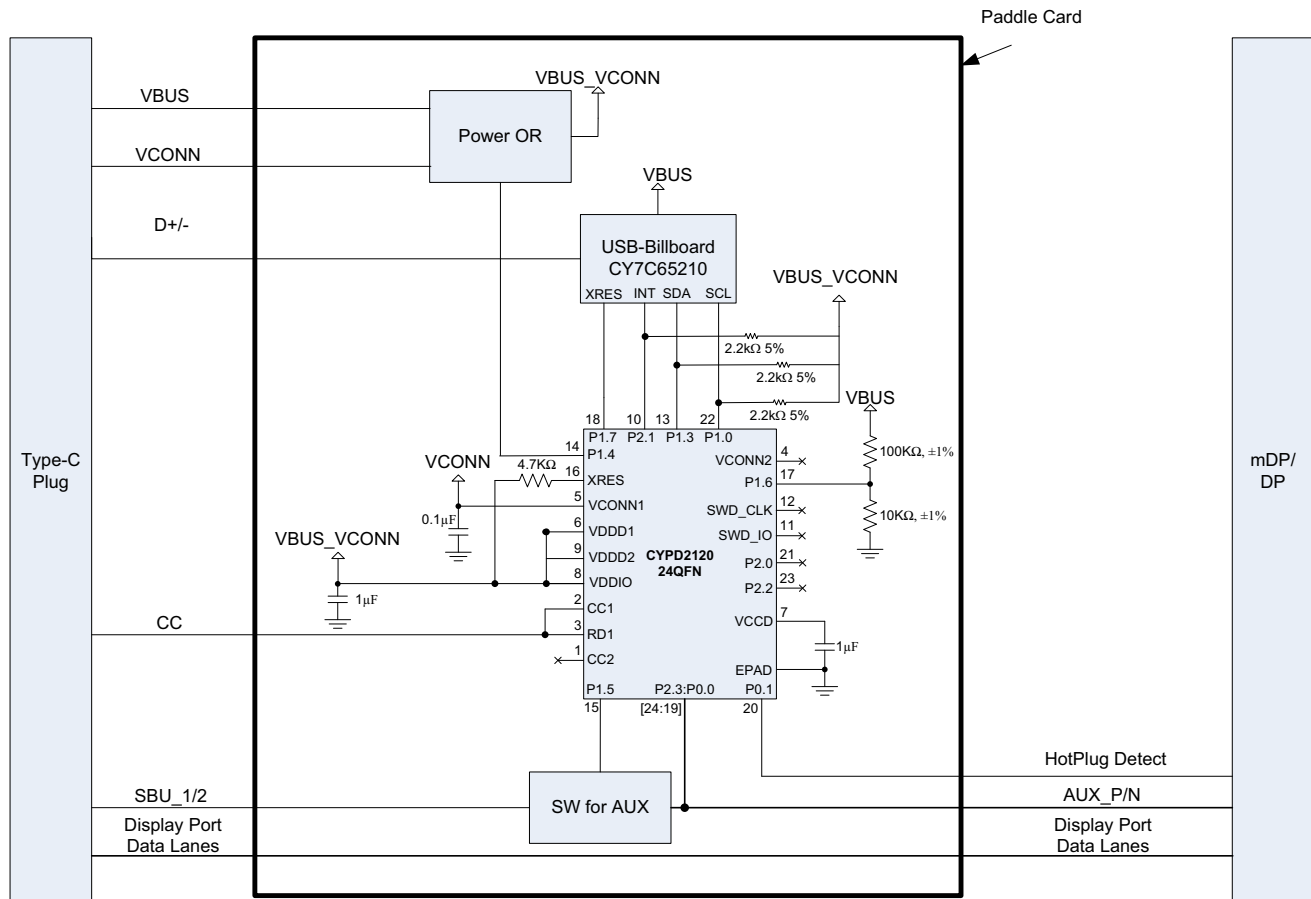 Paddle Card
VBUS
VCONN
D+/-
VBUS_VCONN
Power OR
VBUS
USB-Billboard
CY7C65210
XRES INT SDA SCL
VBUS_VCONN
2.2kΩ 5%
2.2kΩ 5%
2.2kΩ 5%
VBUS
100KΩ, ±1%
10KΩ, ±1%
18 10 13 22
P1.7 P2.1 P1.3 P1.0
14
P1.4
4.7KΩ
16
XRES
VCONN
5
VCONN1
0.1µF
6
VDDD1
9
VDDD2
VBUS_VCONN
8
VDDIO
1µF
2
CC1
CC
3
RD1
1
CC2
CYPD2120
24QFN
4
VCONN2
17
P1.6
12
SWD_CLK
11
SWD_IO
21
P2.0
23
P2.2
7
VCCD
1µF
EPAD
P1.5 P2.3:P0.0 P0.1
15 [24:19] 20
Type-C
Plug
mDP/
DP
HotPlug Detect
SBU_1/2
SW for AUX
AUX_P/N
Display Port
Data Lanes
Display Port
Data Lanes